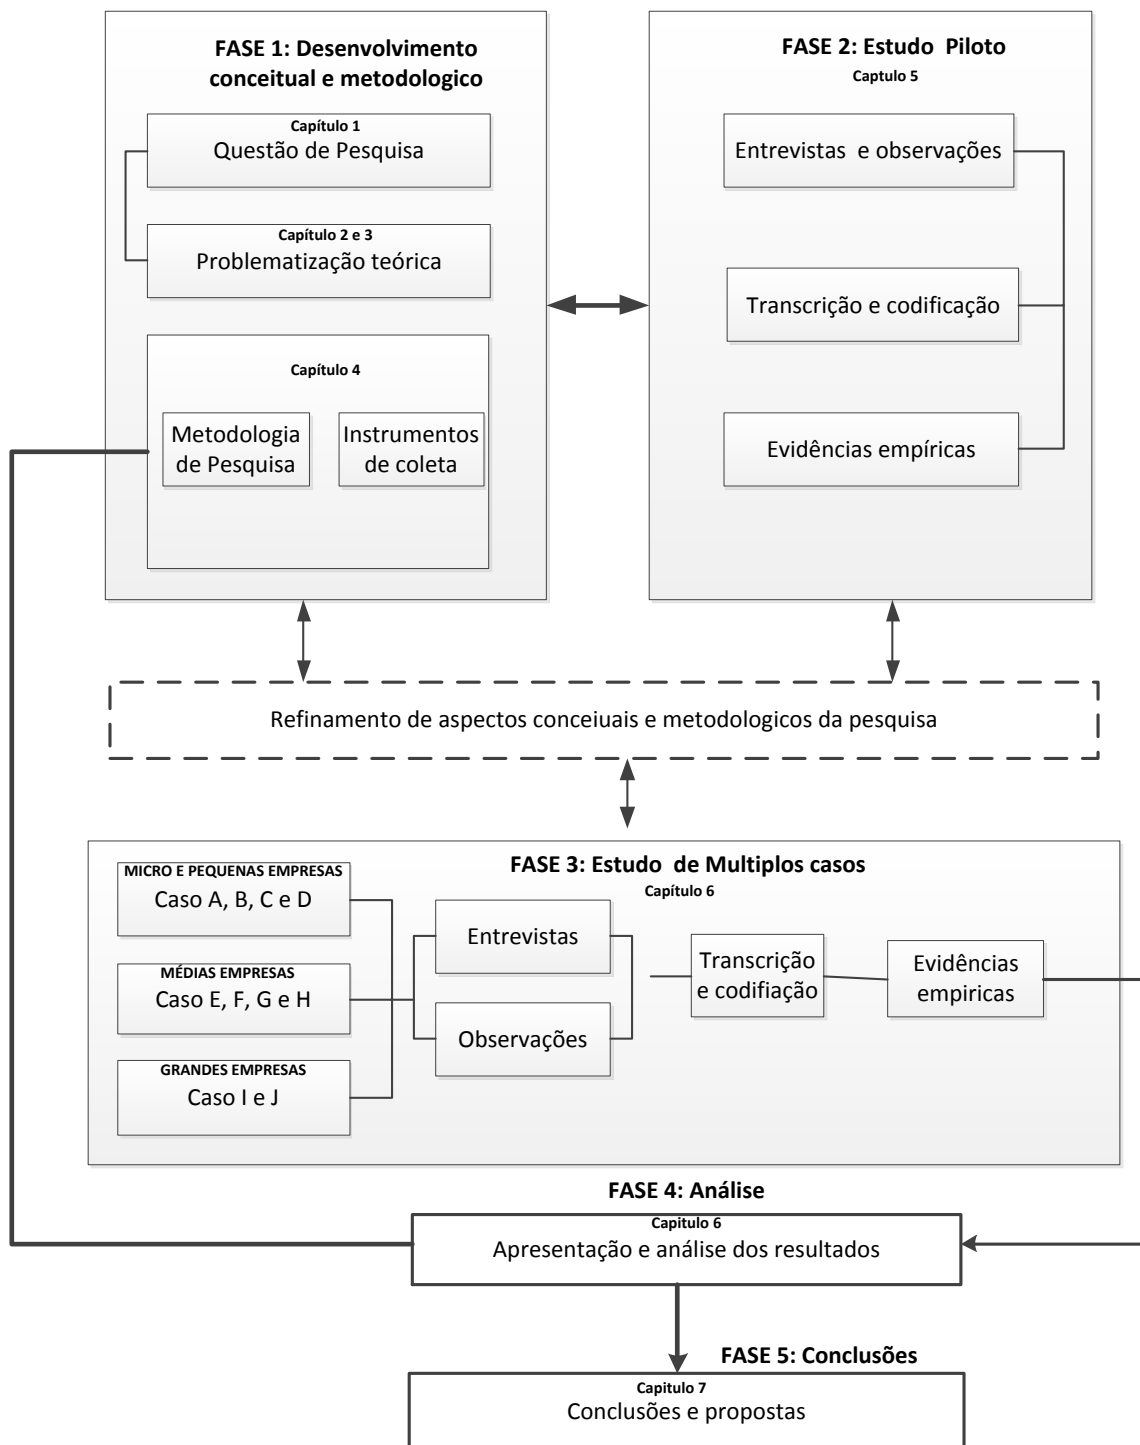 FASE 1: Desenvolvimento
conceitual e metodologico
Capítulo 1
Questão de Pesquisa
Capítulo 2 e 3
Problematização teórica
Capítulo 4
Metodologia
de Pesquisa
Instrumentos
de coleta
FASE 2: Estudo Piloto
Captulo 5
Entrevistas e observações
Transcrição e codificação
Evidências empíricas
Refinamento de aspectos conceiuais e metodologicos da pesquisa
FASE 3: Estudo de Multiplos casos
Capítulo 6
MICRO E PEQUENAS EMPRESAS
Caso A, B, C e D
MÉDIAS EMPRESAS
Caso E, F, G e H
GRANDES EMPRESAS
Caso I e J
Entrevistas
Observações
Transcrição
e codifiação
Evidências
empiricas
FASE 4: Análise
Capitulo 6
Apresentação e análise dos resultados
FASE 5: Conclusões
Capitulo 7
Conclusões e propostas